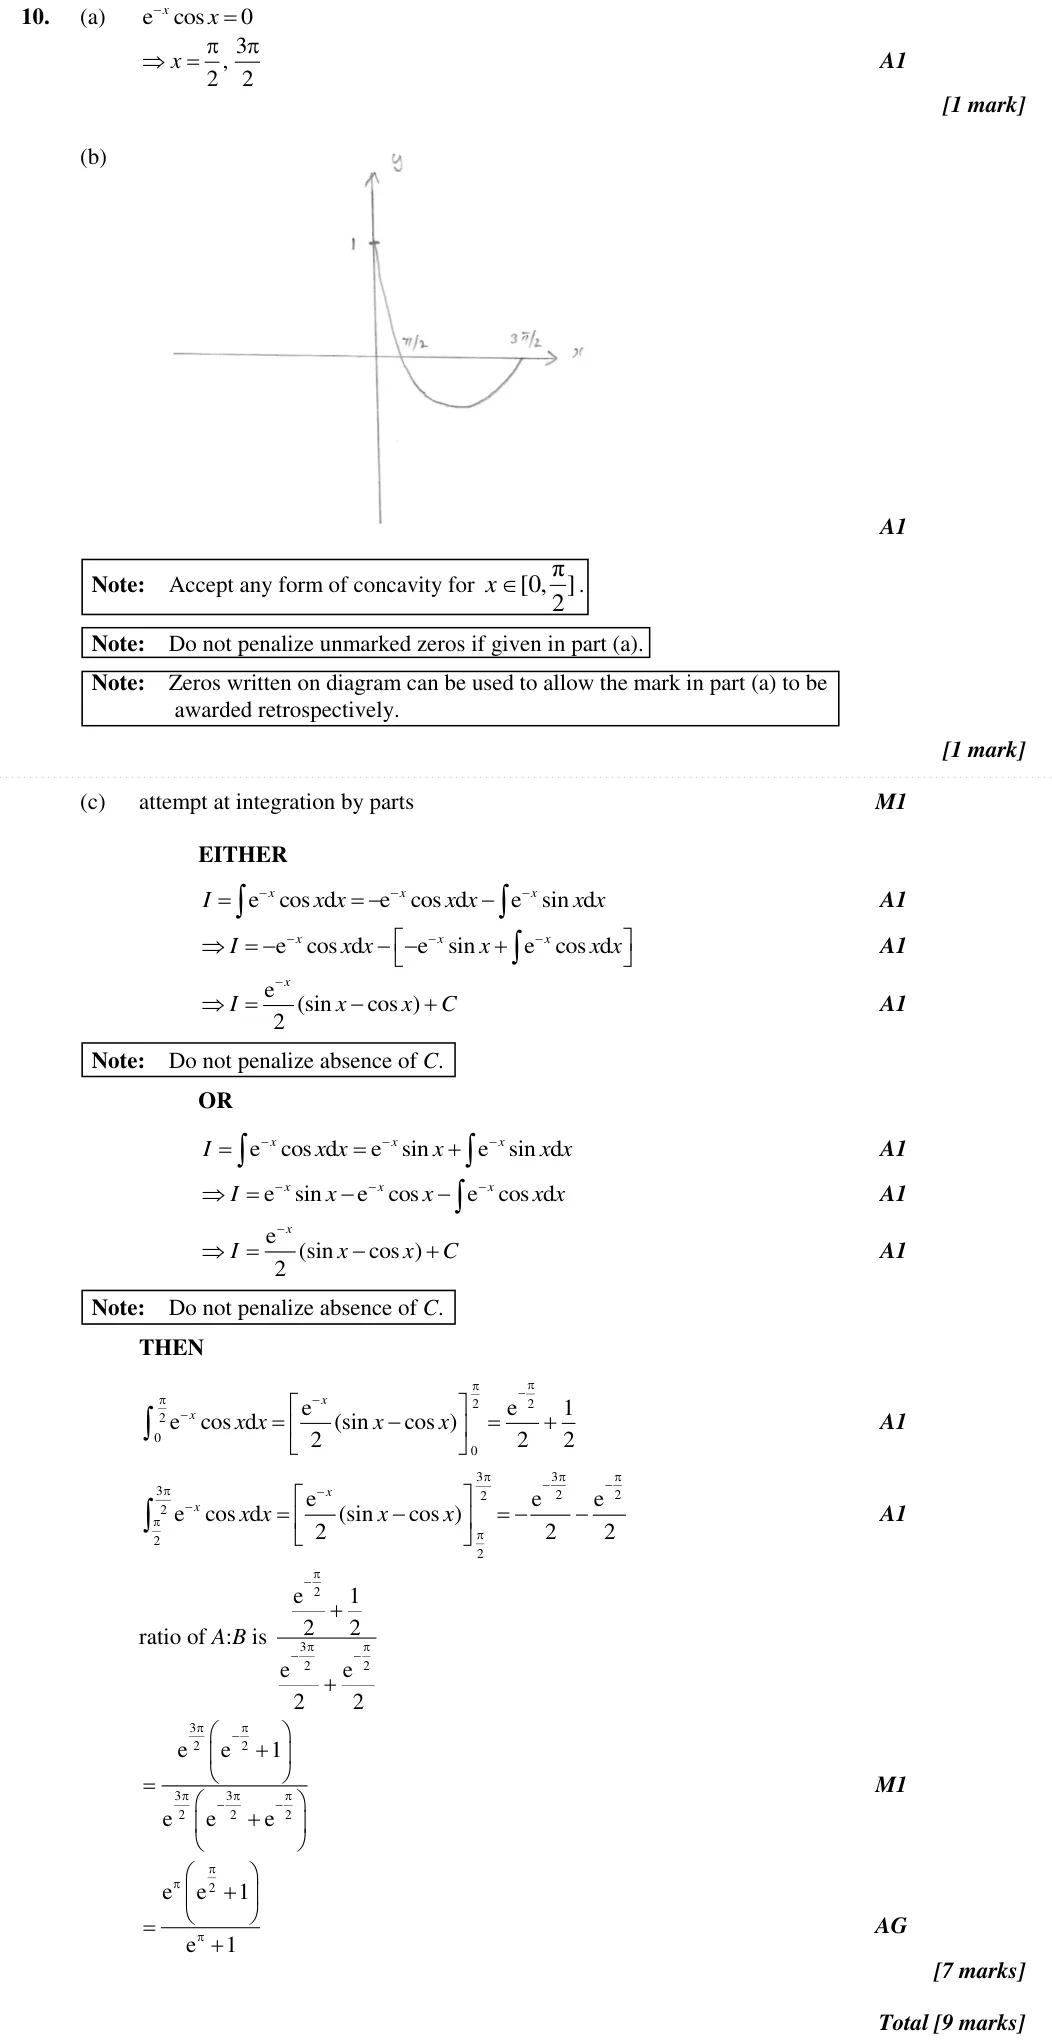 10. (a) e⁻ˣ cos x = 0
⇒ x = π/2, 3π/2 A1
[1 mark]
(b)
y
1
π/2 3π/2 x
A1
Note: Accept any form of concavity for x ∈ [0, π/2].
Note: Do not penalize unmarked zeros if given in part (a).
Note: Zeros written on diagram can be used to allow the mark in part (a) to be
awarded retrospectively.
[1 mark]
(c) attempt at integration by parts M1
EITHER
I = ∫e⁻ˣ cos xdx = −e⁻ˣ cos xdx − ∫e⁻ˣ sin xdx A1
⇒ I = −e⁻ˣ cos xdx − [−e⁻ˣ sin x + ∫e⁻ˣ cos xdx] A1
⇒ I = e⁻ˣ/2 (sin x − cos x) + C A1
Note: Do not penalize absence of C.
OR
I = ∫e⁻ˣ cos xdx = e⁻ˣ sin x + ∫e⁻ˣ sin xdx A1
⇒ I = e⁻ˣ sin x − e⁻ˣ cos x − ∫e⁻ˣ cos xdx A1
⇒ I = e⁻ˣ/2 (sin x − cos x) + C A1
Note: Do not penalize absence of C.
THEN
∫_0^(π/2) e⁻ˣ cos xdx = [e⁻ˣ/2 (sin x − cos x)]_0^(π/2) = e^(−π/2)/2 + 1/2 A1
∫_(π/2)^(3π/2) e⁻ˣ cos xdx = [e⁻ˣ/2 (sin x − cos x)]_(π/2)^(3π/2) = −e^(−3π/2)/2 − e^(−π/2)/2 A1
ratio of A:B is (e^(−π/2)/2 + 1/2)/(e^(−3π/2)/2 + e^(−π/2)/2)
= e^(3π/2)(e^(−π/2) + 1)/(e^(3π/2)(e^(−3π/2) + e^(−π/2))) M1
= e^π(e^(π/2) + 1)/(e^π + 1) AG
[7 marks]
Total [9 marks]